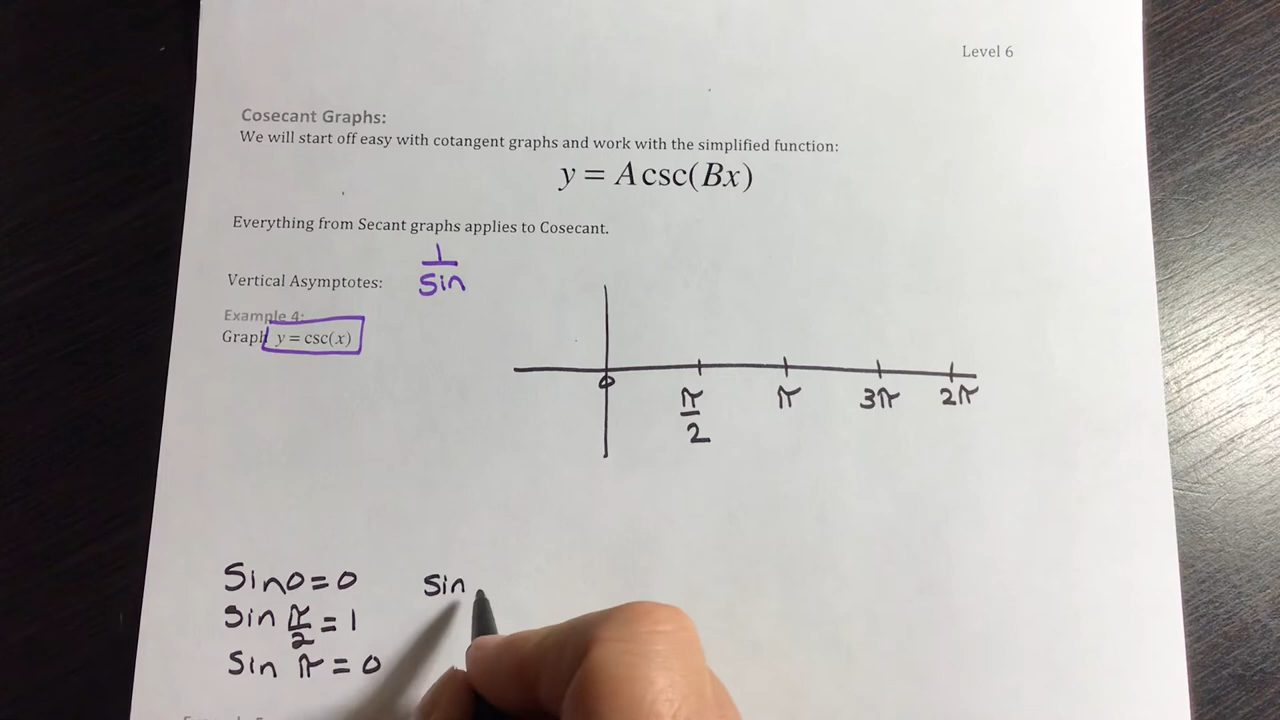 Level 6
Cosecant Graphs:
We will start off easy with cotangent graphs and work with the simplified function:
y = A csc(Bx)
Everything from Secant graphs applies to Cosecant.
1
Vertical Asymptotes: sin
Example 4:
Graph y = csc(x)
0 π/2 π 3π 2π
Sin 0 = 0 Sin
Sin π/2 = 1
Sin π = 0